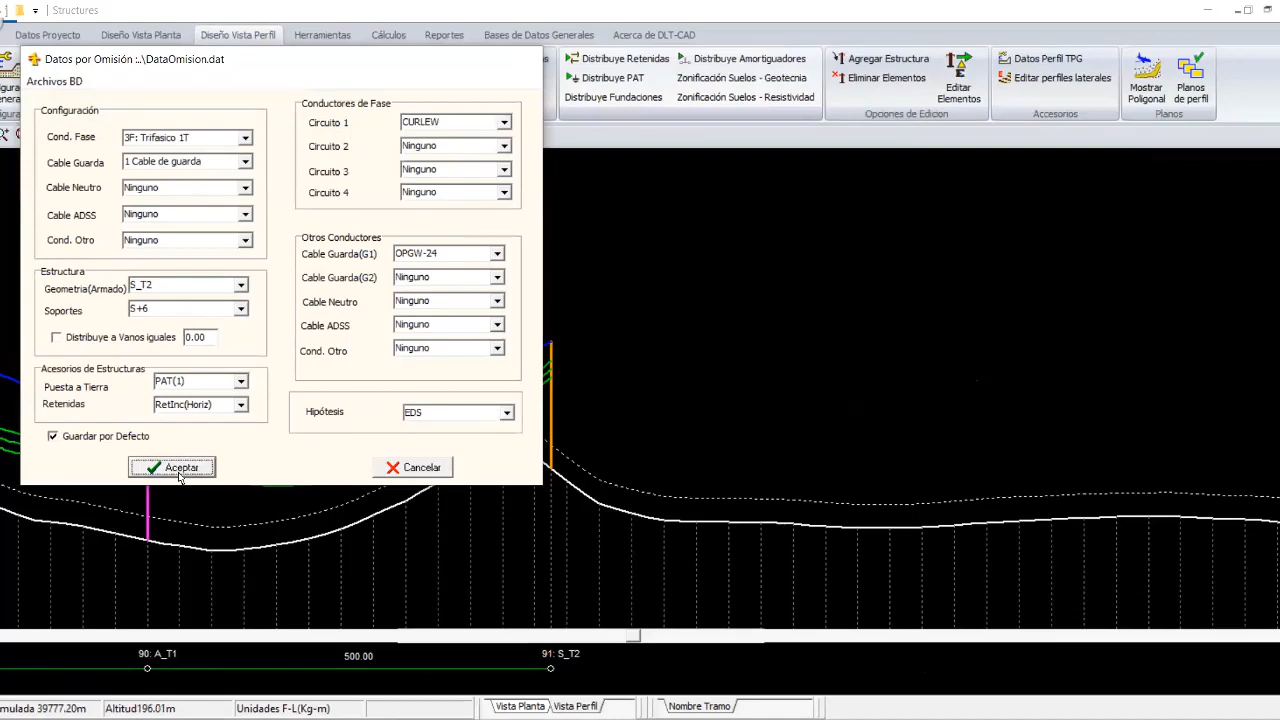 Structures
Datos Proyecto
Diseño Vista Planta
Diseño Vista Perfil
Herramientas
Cálculos
Reportes
Bases de Datos Generales
Acerca de DLT-CAD
Datos por Omisión :..\DataOmision.dat
Archivos BD
Configuración
Cond. Fase 3F: Trifasico 1T
Cable Guarda 1 Cable de guarda
Cable Neutro Ninguno
Cable ADSS Ninguno
Cond. Otro Ninguno
Estructura
Geometria(Armado) S_T2
Soportes S+6
Distribuye a Vanos iguales 0.00
Acesorios de Estructuras
Puesta a Tierra PAT(1)
Retenidas RetInc(Horiz)
Guardar por Defecto
Aceptar
Conductores de Fase
Circuito 1 CURLEW
Circuito 2 Ninguno
Circuito 3 Ninguno
Circuito 4 Ninguno
Otros Conductores
Cable Guarda(G1) OPGW-24
Cable Guarda(G2) Ninguno
Cable Neutro Ninguno
Cable ADSS Ninguno
Cond. Otro Ninguno
Hipótesis EDS
Cancelar
Distribuye Retenidas
Distribuye Amortiguadores
Distribuye PAT
Zonificación Suelos - Geotecnia
Distribuye Fundaciones
Zonificación Suelos - Resistividad
Agregar Estructura
Eliminar Elementos
Editar
Elementos
Opciones de Edicion
Datos Perfil TPG
Editar perfiles laterales
Accesorios
Mostrar
Poligonal
Planos
de perfil
Planos
90: A_T1
500.00
91: S_T2
mulada 39777.20m
Altitud196.01m
Unidades F-L(Kg-m)
Vista Planta
Vista Perfil
Nombre Tramo